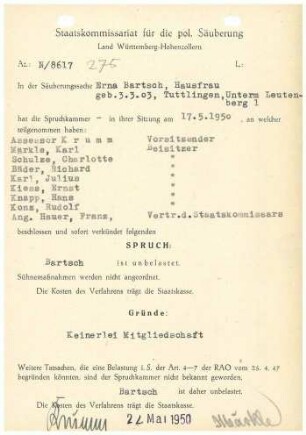 Staatskommissariat für die pol. Säuberung
Land Württemberg-Hohenzollern
Az: N/8617 275 L:
In der Säuberungssache Erna Bartsch, Hausfrau
geb.3.3.03, Tuttlingen, Unterm Leuten-
berg 1
hat die Spruchkammer - in ihrer Sitzung am 17.5.1950 , an welcher
teilgenommen haben:
Assessor K r u m m Vorsitzender
Märkle, Karl Beisitzer
Schulze, Charlotte "
Bäder, Richard "
Karl, Julius "
Kiess, Ernst "
Knapp, Hans "
Kons, Rudolf "
Ang. Hauer, Franz, Vertr.d.Staatskommissars
beschlossen und sofort verkündet folgenden
SPRUCH:
Bartsch ist unbelastet.
Sühnemaßnahmen werden nicht angeordnet.
Die Kosten des Verfahrens trägt die Staatskasse.
Gründe:
Keinerlei Mitgliedschaft
Weitere Tatsachen, die eine Belastung i.S. der Art. 4-7 der RAO vom 25. 4. 47
begründen könnten, sind der Spruchkammer nicht bekannt geworden.
Bartsch ist daher unbelastet.
Die Kosten des Verfahrens trägt die Staatskasse.
Krumm 22. Mai 1950 Märkle